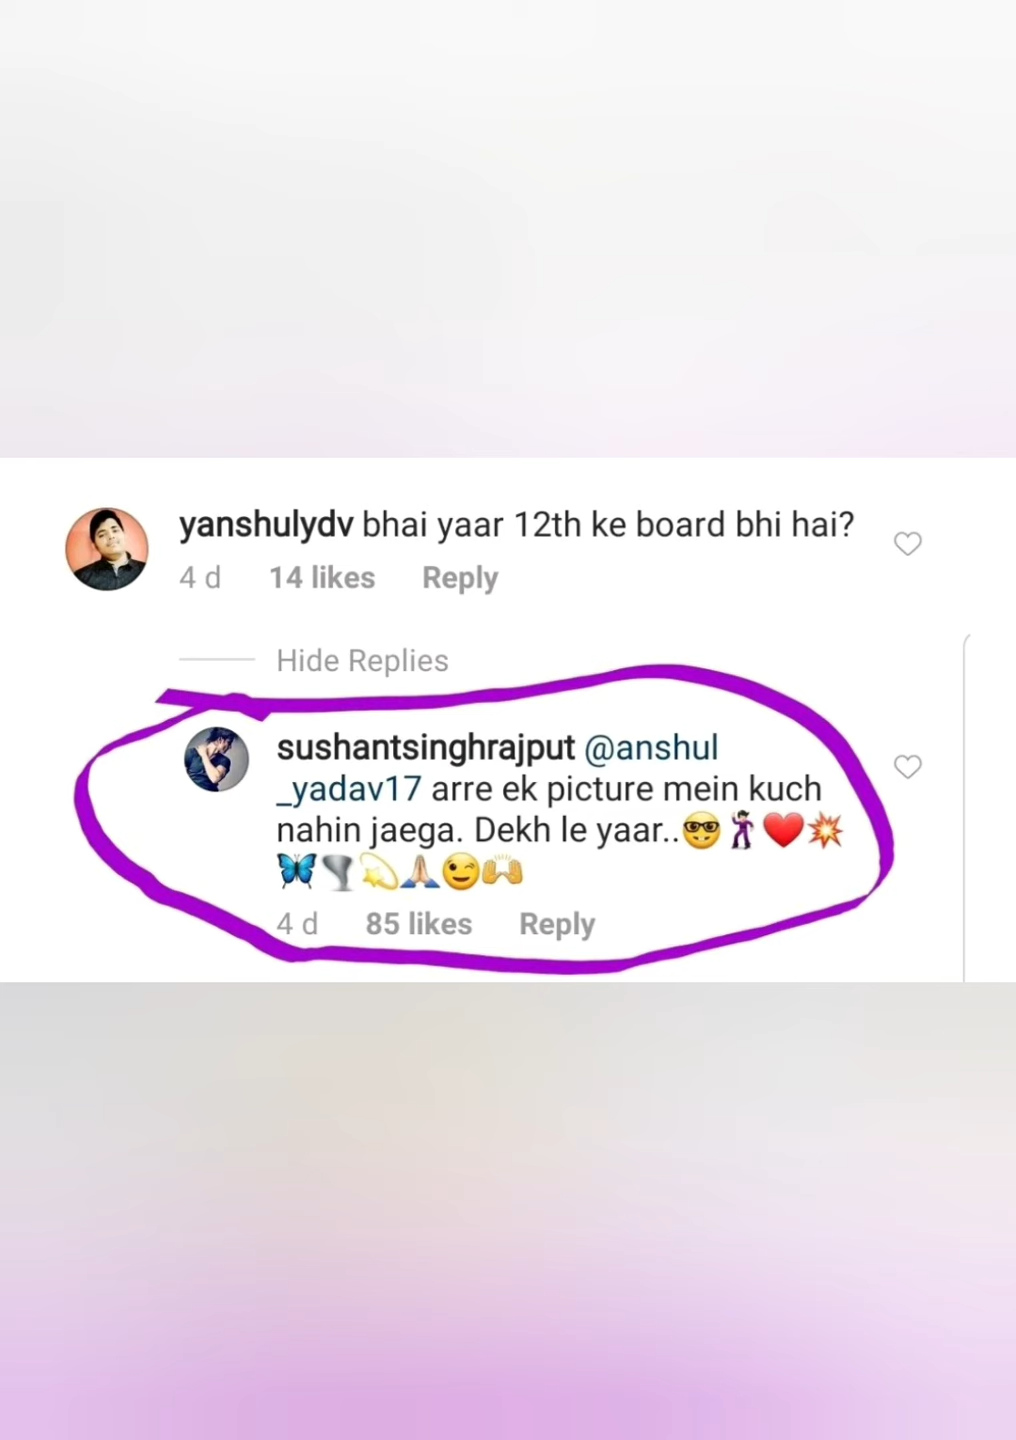 yanshulydv bhai yaar 12th ke board bhi hai?
4 d 14 likes Reply
Hide Replies
sushantsinghrajput @anshul
_yadav17 arre ek picture mein kuch
nahin jaega. Dekh le yaar..🤓🕺❤️💥
🦋🌪️💫🙏😉🙌
4 d 85 likes Reply